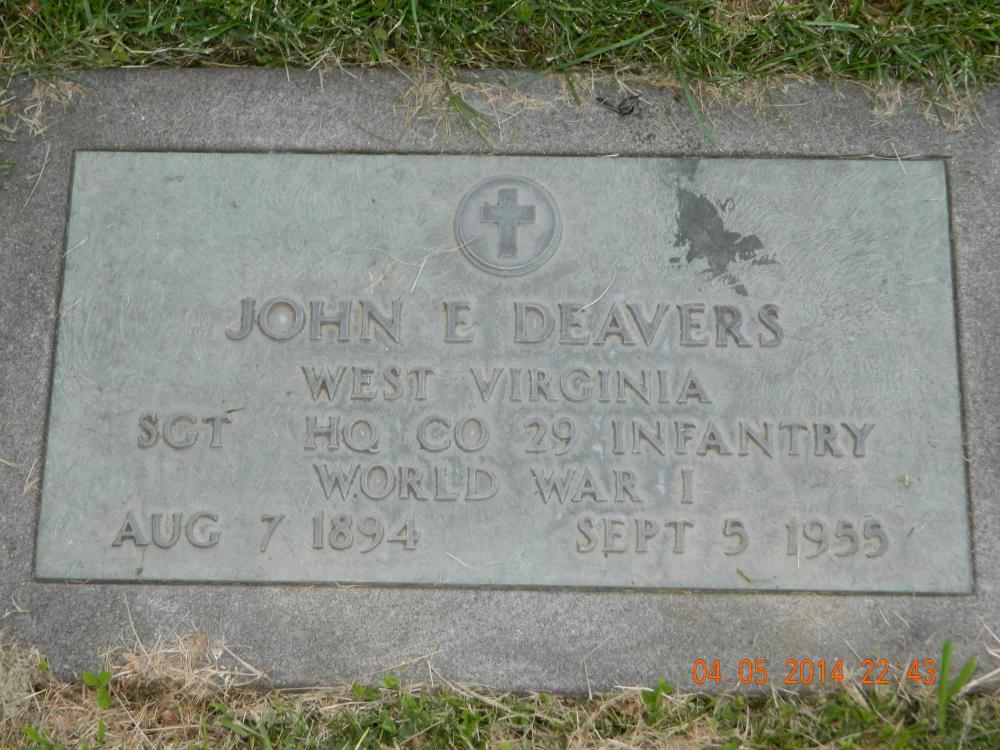 JOHN E DEAVERS
WEST VIRGINIA
SGT HQ CO 29 INFANTRY
WORLD WAR I
AUG 7 1894 SEPT 5 1955
04 05 2014 22:43